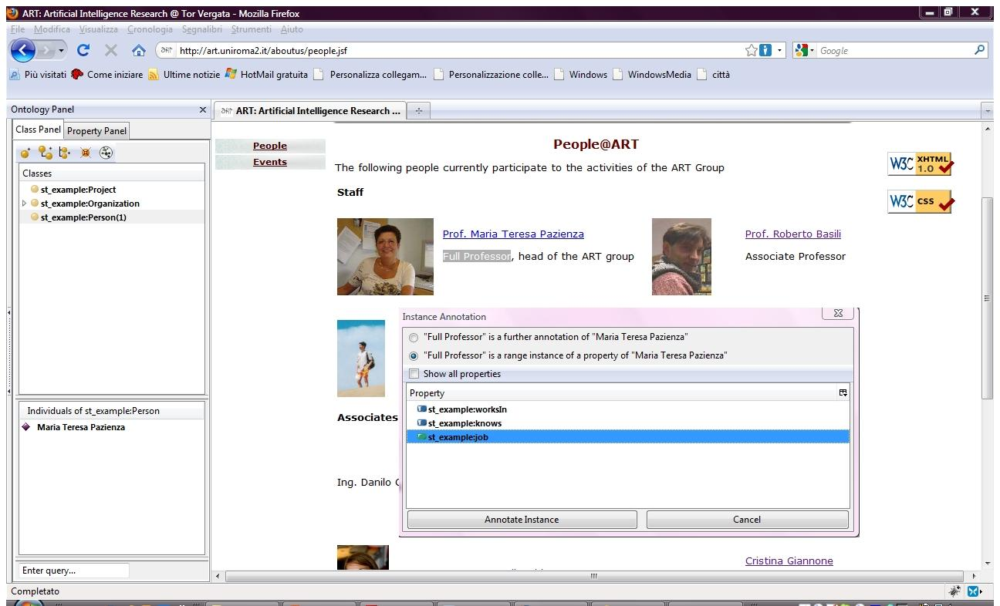 ART: Artificial Intelligence Research @ Tor Vergata - Mozilla Firefox
File Modifica Visualizza Cronologia Segnalibri Strumenti Aiuto
ART http://art.uniroma2.it/aboutus/people.jsf
Google
Più visitati Come iniziare Ultime notizie HotMail gratuita Personalizza collegam... Personalizzazione colle... Windows WindowsMedia città
Ontology Panel
ART: Artificial Intelligence Research ...
Class Panel Property Panel
Classes
st_example:Project
st_example:Organization
st_example:Person(1)
Individuals of st_example:Person
Maria Teresa Pazienza
Enter query...
People
Events
People@ART
The following people currently participate to the activities of the ART Group
W3C XHTML 1.0
W3C CSS
Staff
Prof. Maria Teresa Pazienza
Full Professor, head of the ART group
Prof. Roberto Basili
Associate Professor
Instance Annotation
"Full Professor" is a further annotation of "Maria Teresa Pazienza"
"Full Professor" is a range instance of a property of "Maria Teresa Pazienza"
Show all properties
Property
st_example:worksIn
st_example:knows
st_example:job
Annotate Instance Cancel
Associates
Ing. Danilo
Cristina Giannone
Completato